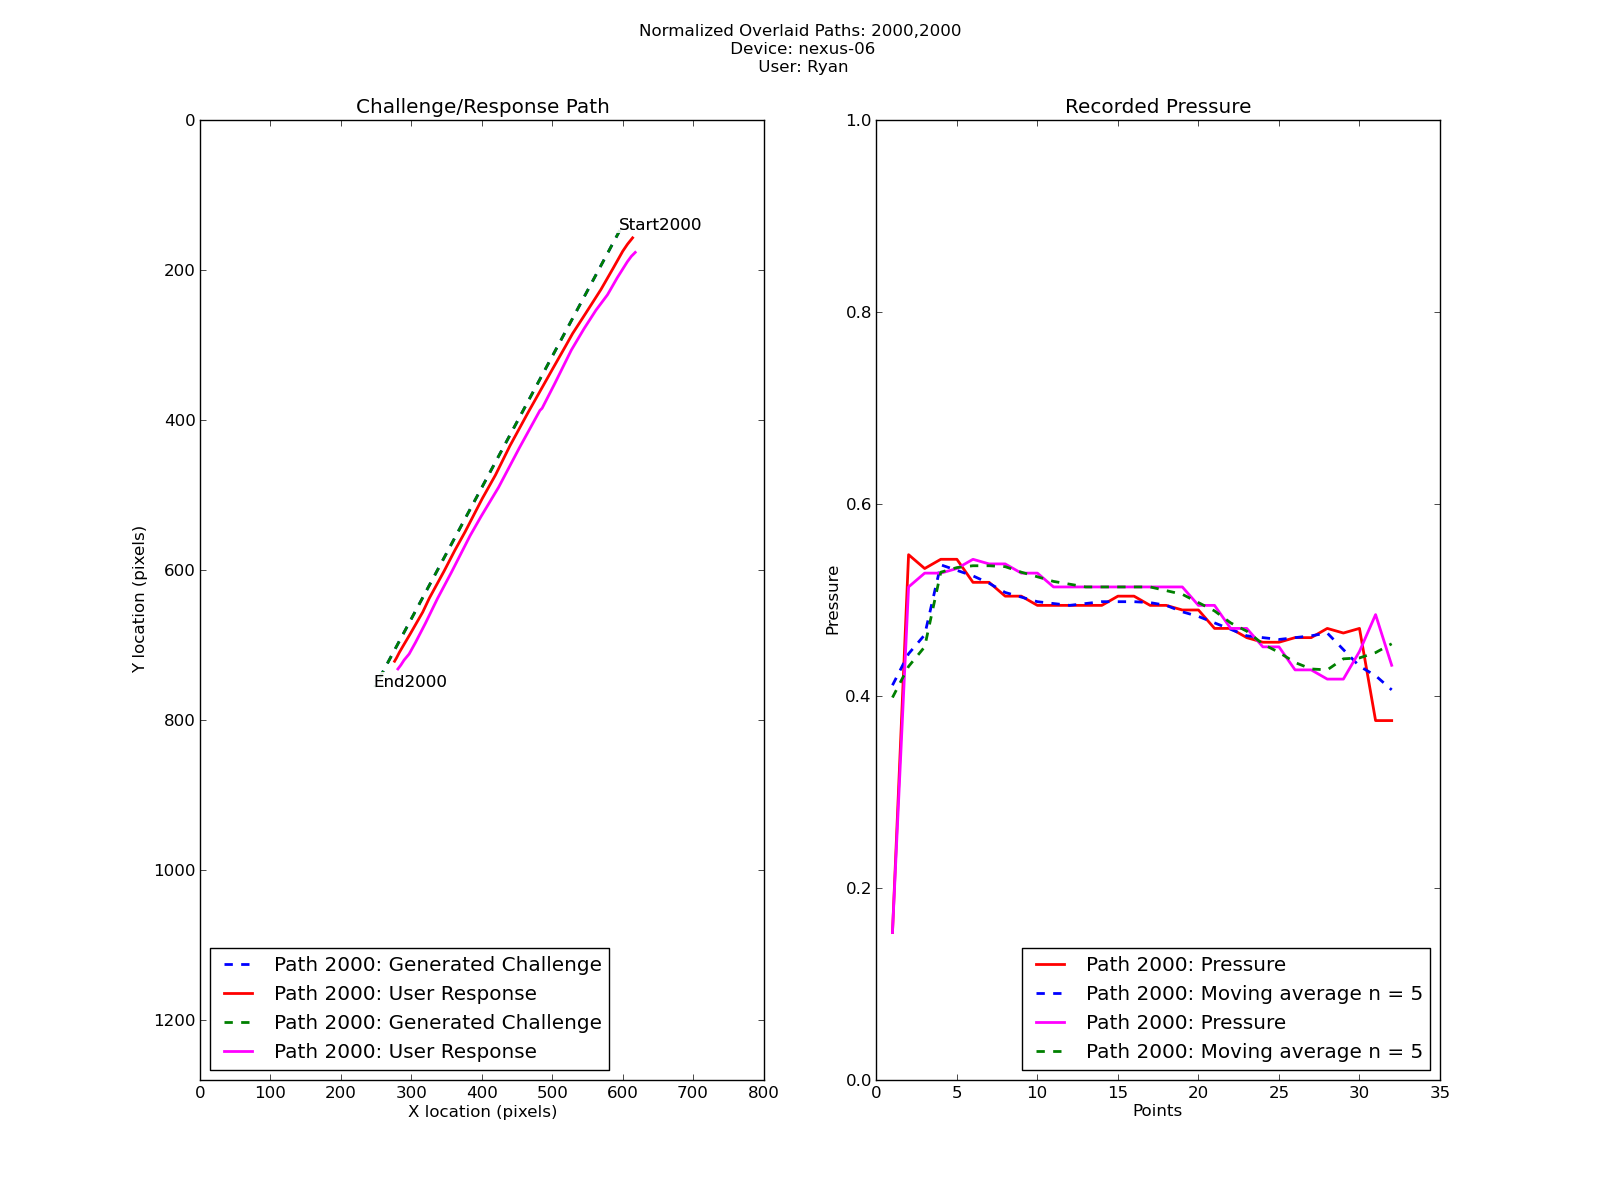 Normalized Overlaid Paths: 2000,2000
Device: nexus-06
User: Ryan
Challenge/Response Path
0
200
400
600
800
1000
1200
Y location (pixels)
Start2000
End2000
Path 2000: Generated Challenge
Path 2000: User Response
Path 2000: Generated Challenge
Path 2000: User Response
0 100 200 300 400 500 600 700 800
X location (pixels)
Recorded Pressure
1.0
0.8
0.6
0.4
0.2
0.0
Pressure
Path 2000: Pressure
Path 2000: Moving average n = 5
Path 2000: Pressure
Path 2000: Moving average n = 5
0 5 10 15 20 25 30 35
Points